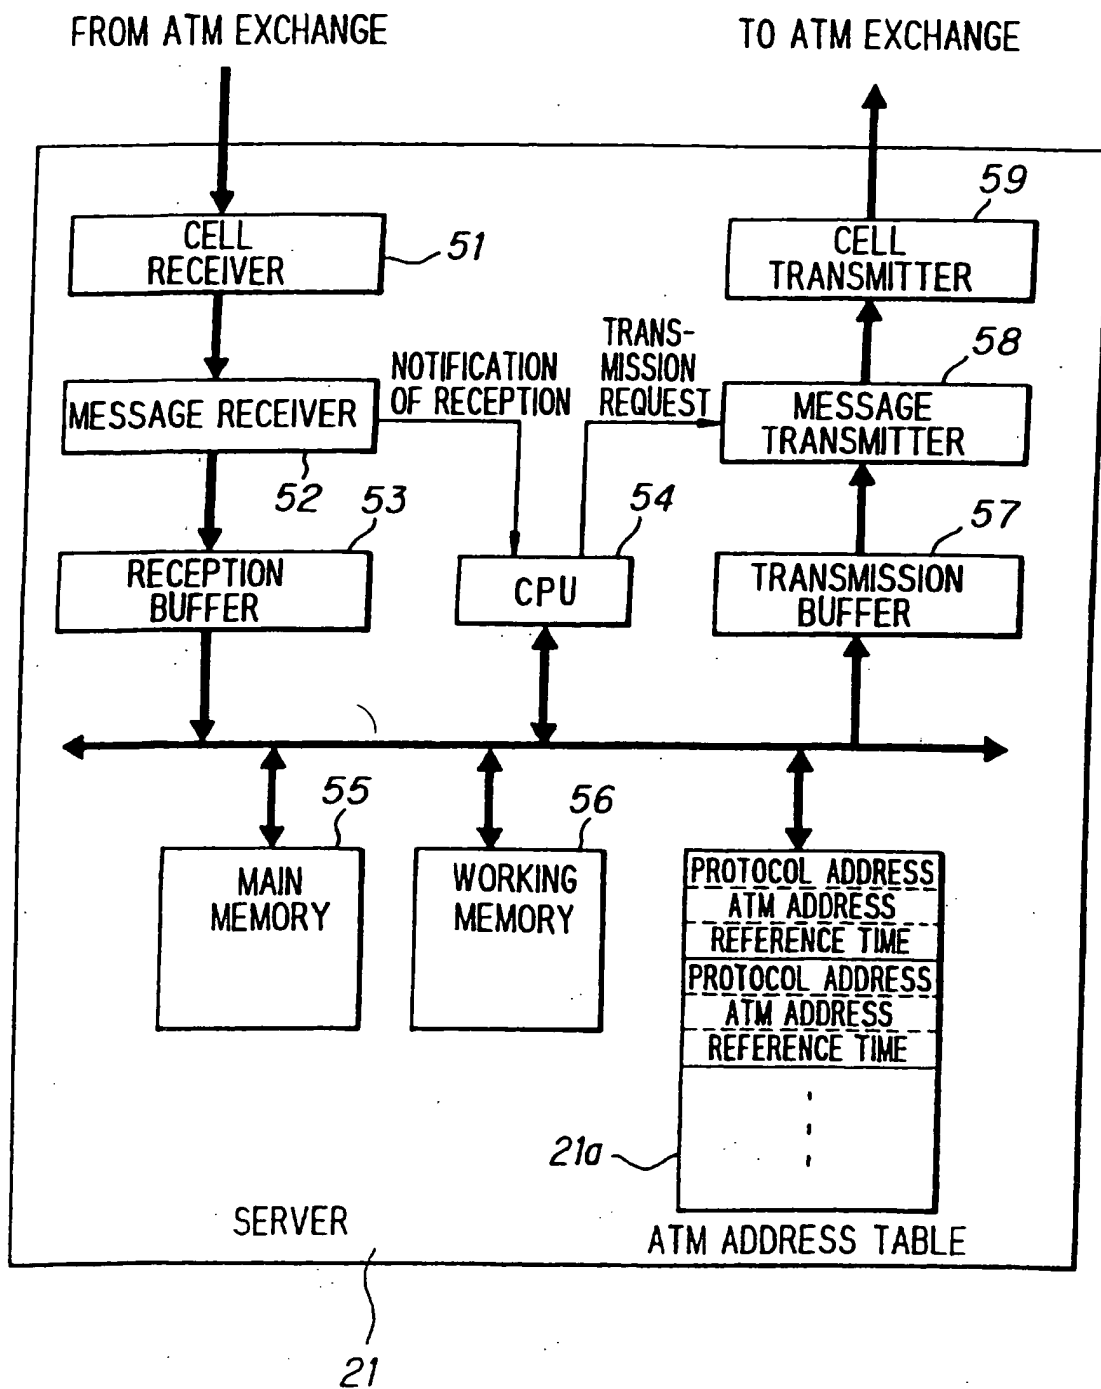 FROM ATM EXCHANGE
TO ATM EXCHANGE
CELL
RECEIVER
51
59
CELL
TRANSMITTER
MESSAGE RECEIVER
52
NOTIFICATION
OF RECEPTION
TRANS-
MISSION
REQUEST
58
MESSAGE
TRANSMITTER
53
RECEPTION
BUFFER
54
CPU
57
TRANSMISSION
BUFFER
55
MAIN
MEMORY
56
WORKING
MEMORY
PROTOCOL ADDRESS
ATM ADDRESS
REFERENCE TIME
PROTOCOL ADDRESS
ATM ADDRESS
REFERENCE TIME
21a
SERVER
ATM ADDRESS TABLE
21